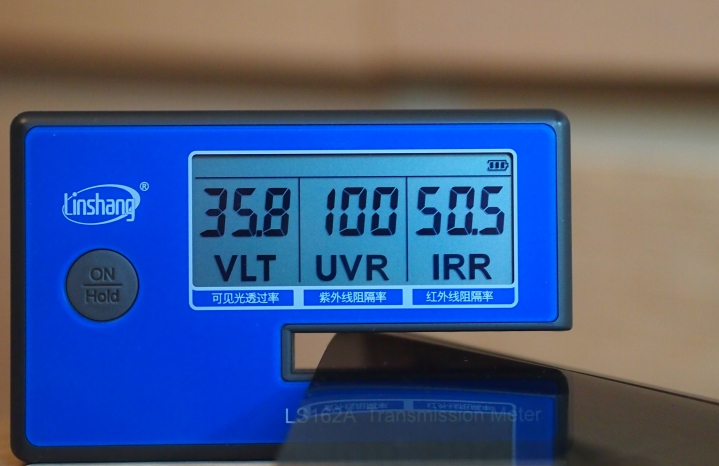 Linshang®
ON
Hold
35.8 100 50.5
VLT UVR IRR
可见光透过率 紫外线阻隔率 红外线阻隔率
LS162A Transmission Meter